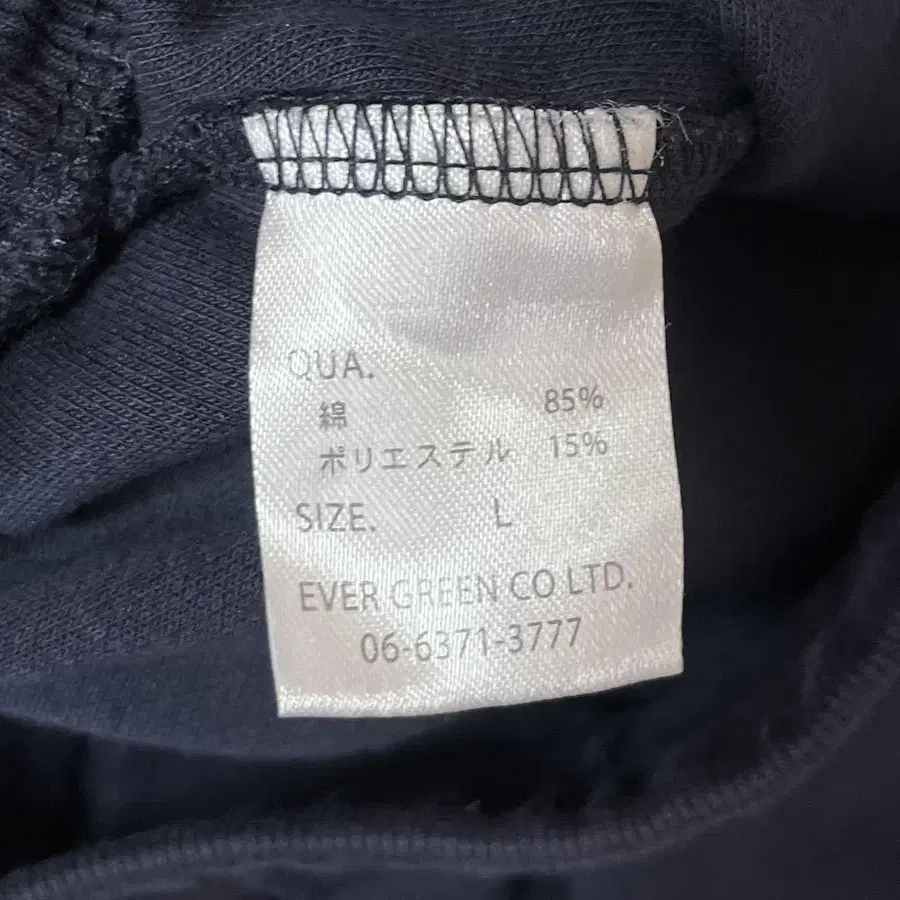 QUA.
綿 85%
ポリエステル 15%
SIZE. L
EVER GREEN CO LTD.
06-6371-3777